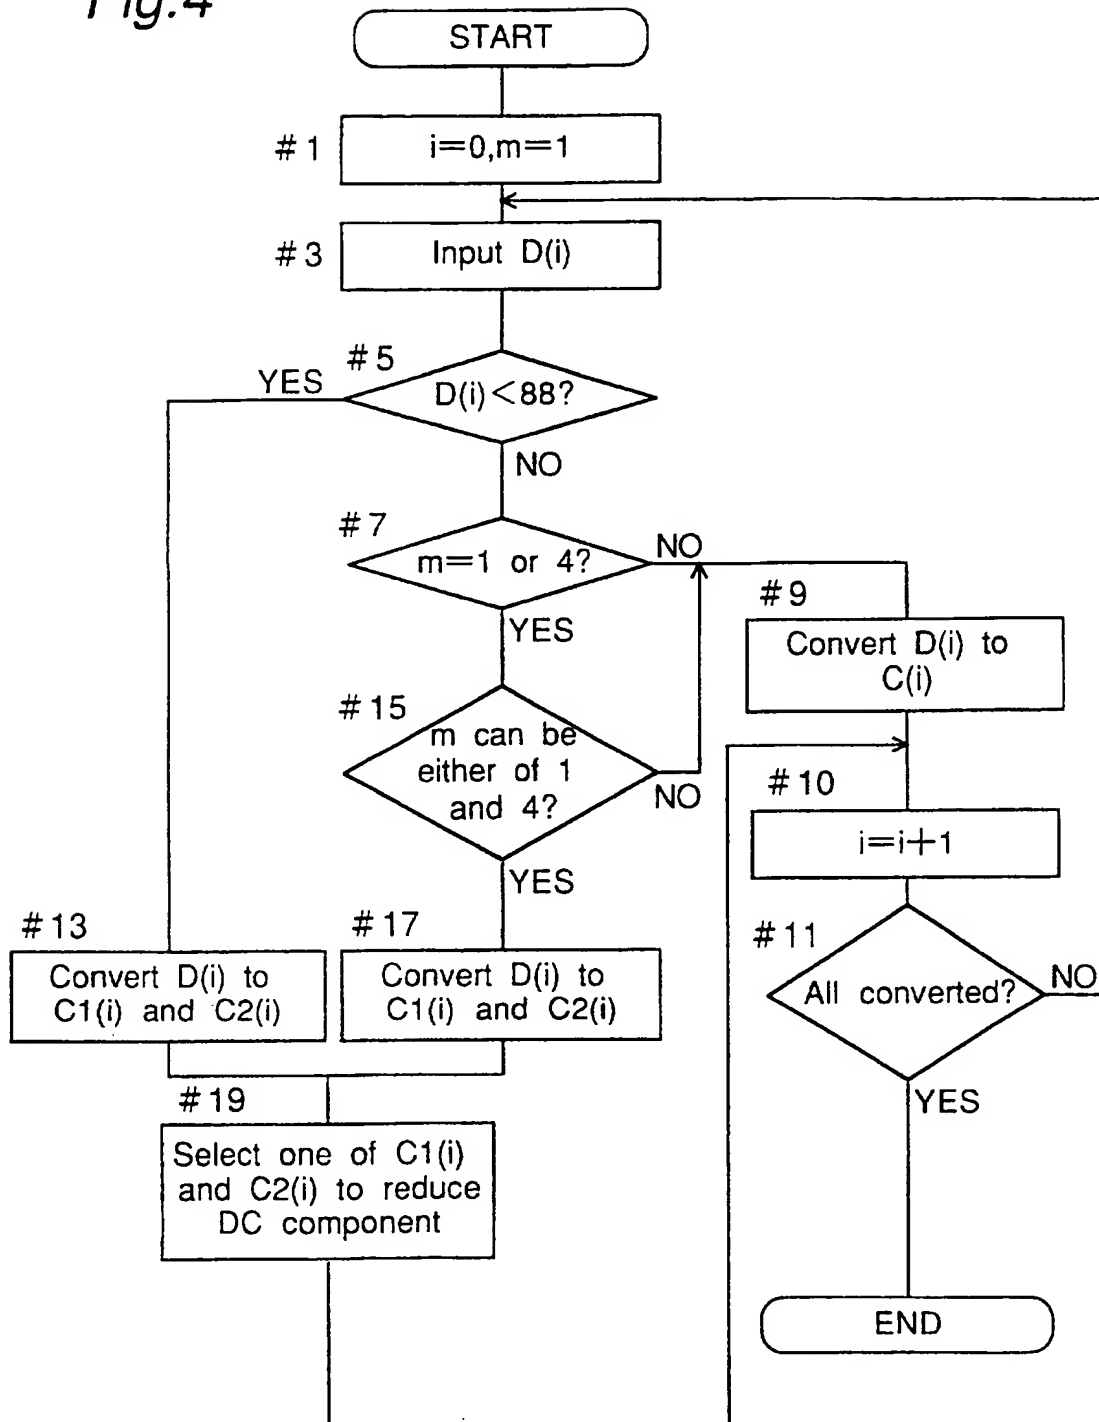 Fig.4
START
#1
i=0,m=1
#3
Input D(i)
#5
YES
D(i)<88?
NO
#7
m=1 or 4?
NO
YES
#9
Convert D(i) to
C(i)
#15
m can be
either of 1
and 4?
NO
YES
#10
i=i+1
#11
All converted?
NO
YES
#13
Convert D(i) to
C1(i) and C2(i)
#17
Convert D(i) to
C1(i) and C2(i)
#19
Select one of C1(i)
and C2(i) to reduce
DC component
END